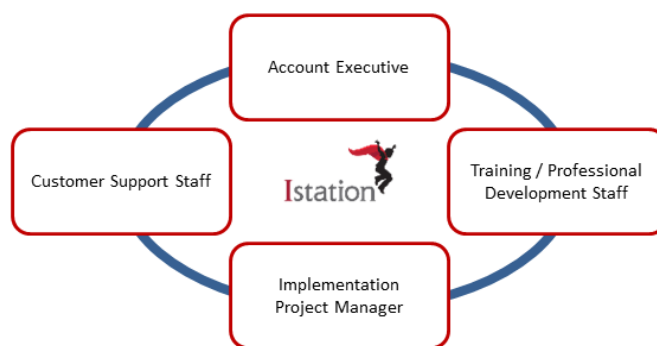 Account Executive
Customer Support Staff
Istation
Training / Professional
Development Staff
Implementation
Project Manager